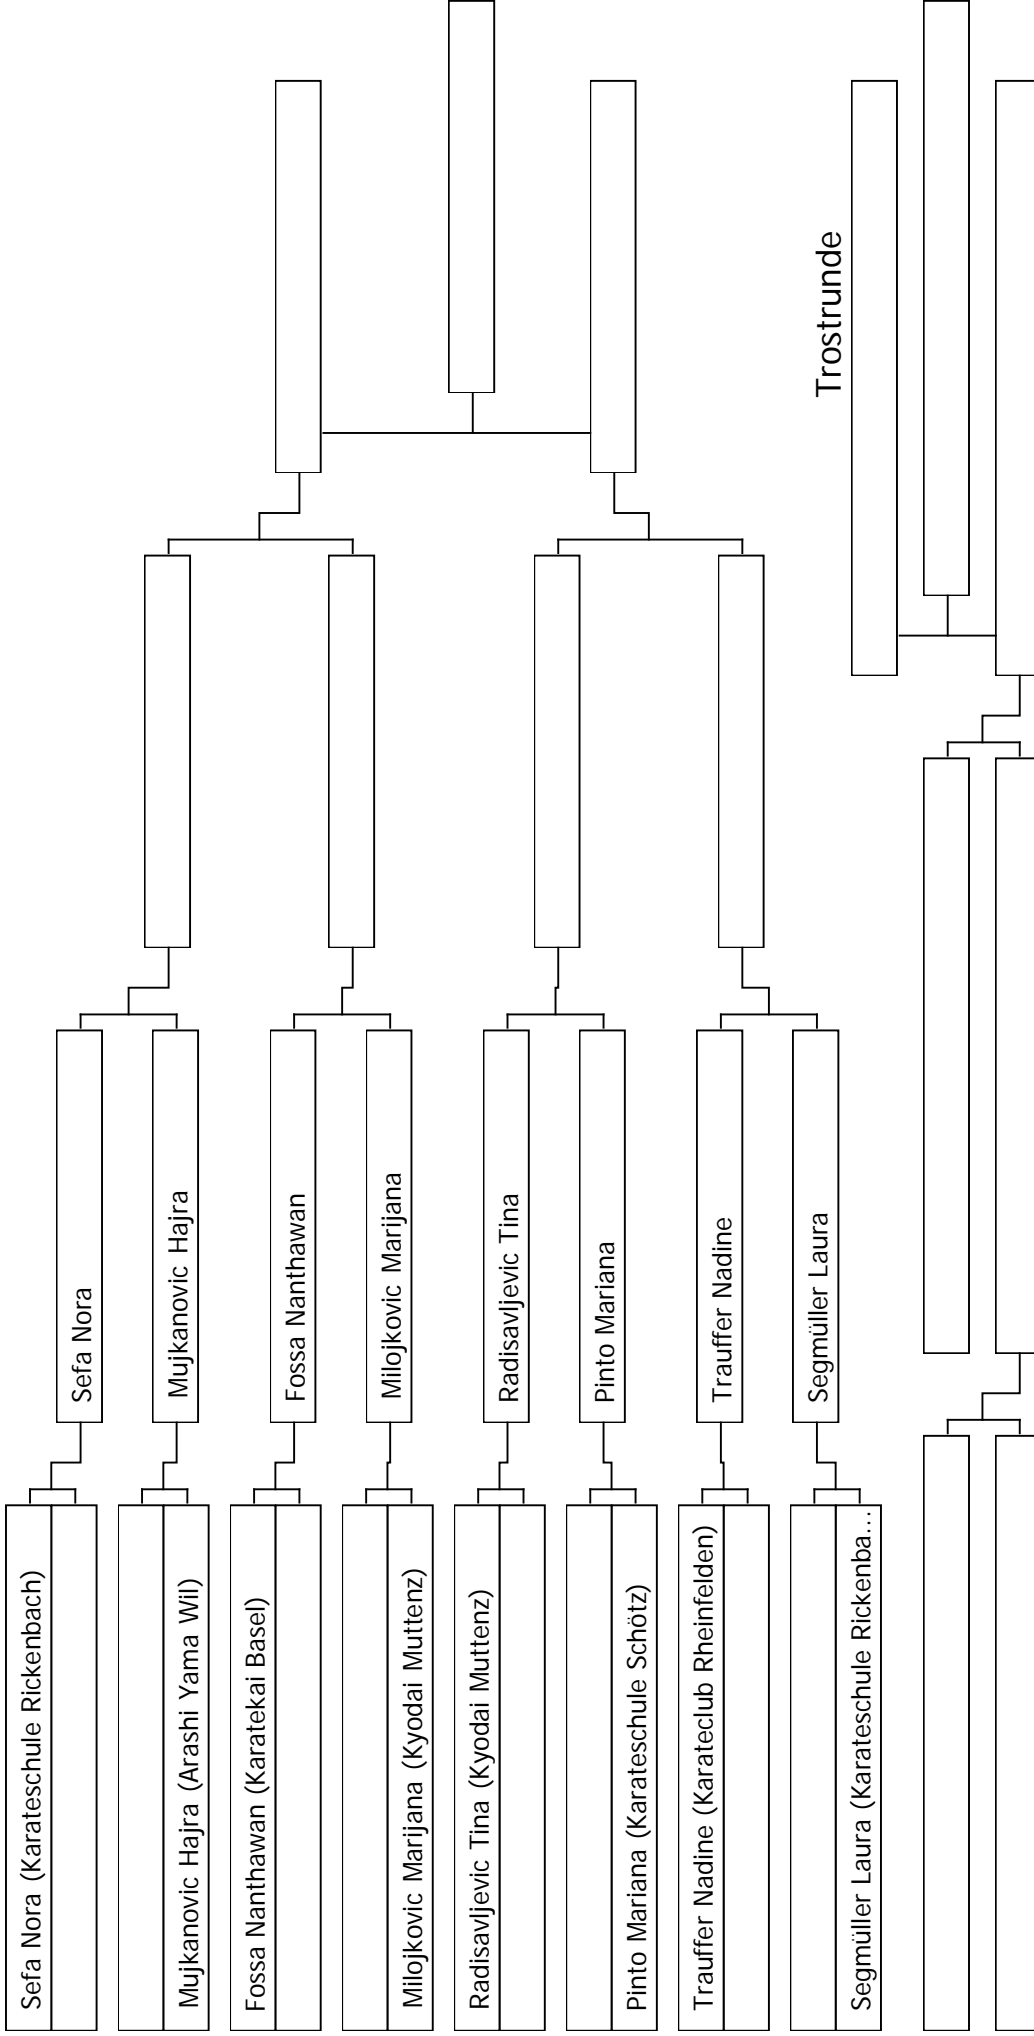 Sefa Nora (Karateschule Rickenbach)
Mujkanovic Hajra (Arashi Yama Wil)
Fossa Nanthawan (Karatekai Basel)
Milojkovic Marijana (Kyodai Muttenz)
Radisavljevic Tina (Kyodai Muttenz)
Pinto Mariana (Karateschule Schötz)
Trauffer Nadine (Karateclub Rheinfelden)
Segmüller Laura (Karateschule Rickenba...
Sefa Nora
Mujkanovic Hajra
Fossa Nanthawan
Milojkovic Marijana
Radisavljevic Tina
Pinto Mariana
Trauffer Nadine
Segmüller Laura
Trostrunde